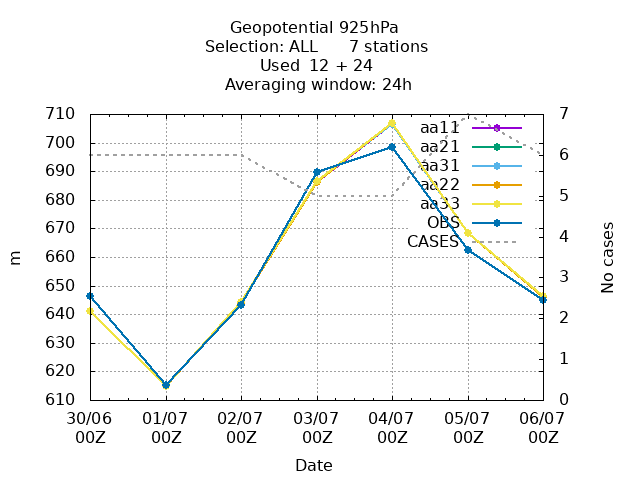 Geopotential 925hPa
Selection: ALL      7 stations
Used  12 + 24
Averaging window: 24h
710
700
690
680
670
660
650
640
630
620
610
m
7
6
5
4
3
2
1
0
No cases
aa11
aa21
aa31
aa22
aa33
OBS
CASES
30/06 01/07 02/07 03/07 04/07 05/07 06/07
00Z 00Z 00Z 00Z 00Z 00Z 00Z
Date